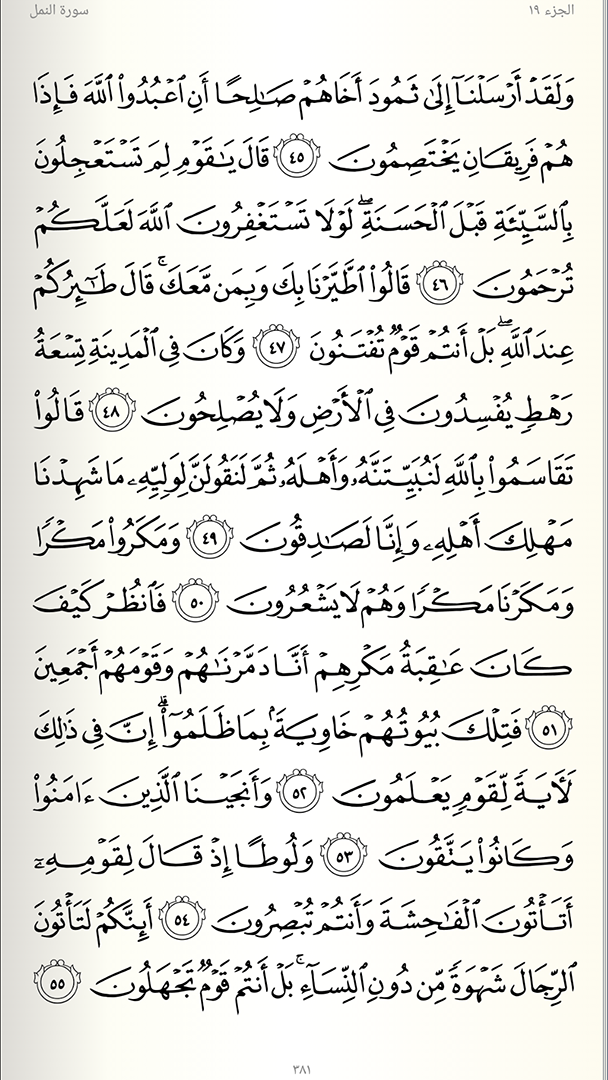 الجزء ١٩
سورة النمل
وَلَقَدۡ أَرۡسَلۡنَآ إِلَىٰ ثَمُودَ أَخَاهُمۡ صَٰلِحًا أَنِ ٱعۡبُدُواْ ٱللَّهَ فَإِذَا
هُمۡ فَرِيقَانِ يَخۡتَصِمُونَ ٤٥ قَالَ يَٰقَوۡمِ لِمَ تَسۡتَعۡجِلُونَ
بِٱلسَّيِّئَةِ قَبۡلَ ٱلۡحَسَنَةِۖ لَوۡلَا تَسۡتَغۡفِرُونَ ٱللَّهَ لَعَلَّكُمۡ
تُرۡحَمُونَ ٤٦ قَالُواْ ٱطَّيَّرۡنَا بِكَ وَبِمَن مَّعَكَۚ قَالَ طَٰٓئِرُكُمۡ
عِندَ ٱللَّهِۖ بَلۡ أَنتُمۡ قَوۡمٞ تُفۡتَنُونَ ٤٧ وَكَانَ فِي ٱلۡمَدِينَةِ تِسۡعَةُ
رَهۡطٖ يُفۡسِدُونَ فِي ٱلۡأَرۡضِ وَلَا يُصۡلِحُونَ ٤٨ قَالُواْ
تَقَاسَمُواْ بِٱللَّهِ لَنُبَيِّتَنَّهُۥ وَأَهۡلَهُۥ ثُمَّ لَنَقُولَنَّ لِوَلِيِّهِۦ مَا شَهِدۡنَا
مَهۡلِكَ أَهۡلِهِۦ وَإِنَّا لَصَٰدِقُونَ ٤٩ وَمَكَرُواْ مَكۡرٗا
وَمَكَرۡنَا مَكۡرٗا وَهُمۡ لَا يَشۡعُرُونَ ٥٠ فَٱنظُرۡ كَيۡفَ
كَانَ عَٰقِبَةُ مَكۡرِهِمۡ أَنَّا دَمَّرۡنَٰهُمۡ وَقَوۡمَهُمۡ أَجۡمَعِينَ
٥١ فَتِلۡكَ بُيُوتُهُمۡ خَاوِيَةَۢ بِمَا ظَلَمُوٓاْۚ إِنَّ فِي ذَٰلِكَ
لَأٓيَةٗ لِّقَوۡمٖ يَعۡلَمُونَ ٥٢ وَأَنجَيۡنَا ٱلَّذِينَ ءَامَنُواْ
وَكَانُواْ يَتَّقُونَ ٥٣ وَلُوطًا إِذۡ قَالَ لِقَوۡمِهِۦٓ
أَتَأۡتُونَ ٱلۡفَٰحِشَةَ وَأَنتُمۡ تُبۡصِرُونَ ٥٤ أَئِنَّكُمۡ لَتَأۡتُونَ
ٱلرِّجَالَ شَهۡوَةٗ مِّن دُونِ ٱلنِّسَآءِۚ بَلۡ أَنتُمۡ قَوۡمٞ تَجۡهَلُونَ ٥٥
٣٨١